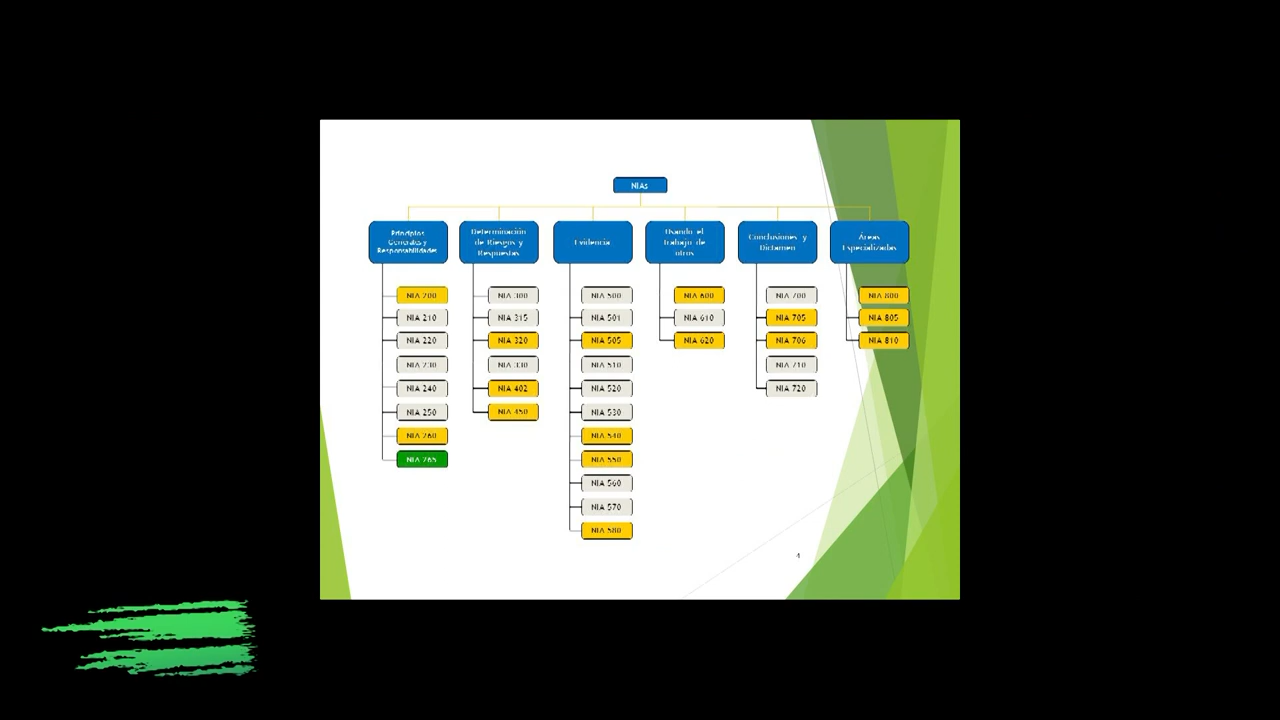 NIAs
Principios
Generales y
Responsabilidades
Determinación
de Riesgos y
Respuestas
Evidencia
Usando el
trabajo de
otros
Conclusiones y
Dictamen
Áreas
Especializadas
NIA 200
NIA 210
NIA 220
NIA 230
NIA 240
NIA 250
NIA 260
NIA 265
NIA 300
NIA 315
NIA 320
NIA 330
NIA 402
NIA 450
NIA 500
NIA 501
NIA 505
NIA 510
NIA 520
NIA 530
NIA 540
NIA 550
NIA 560
NIA 570
NIA 580
NIA 600
NIA 610
NIA 620
NIA 700
NIA 705
NIA 706
NIA 710
NIA 720
NIA 800
NIA 805
NIA 810
4